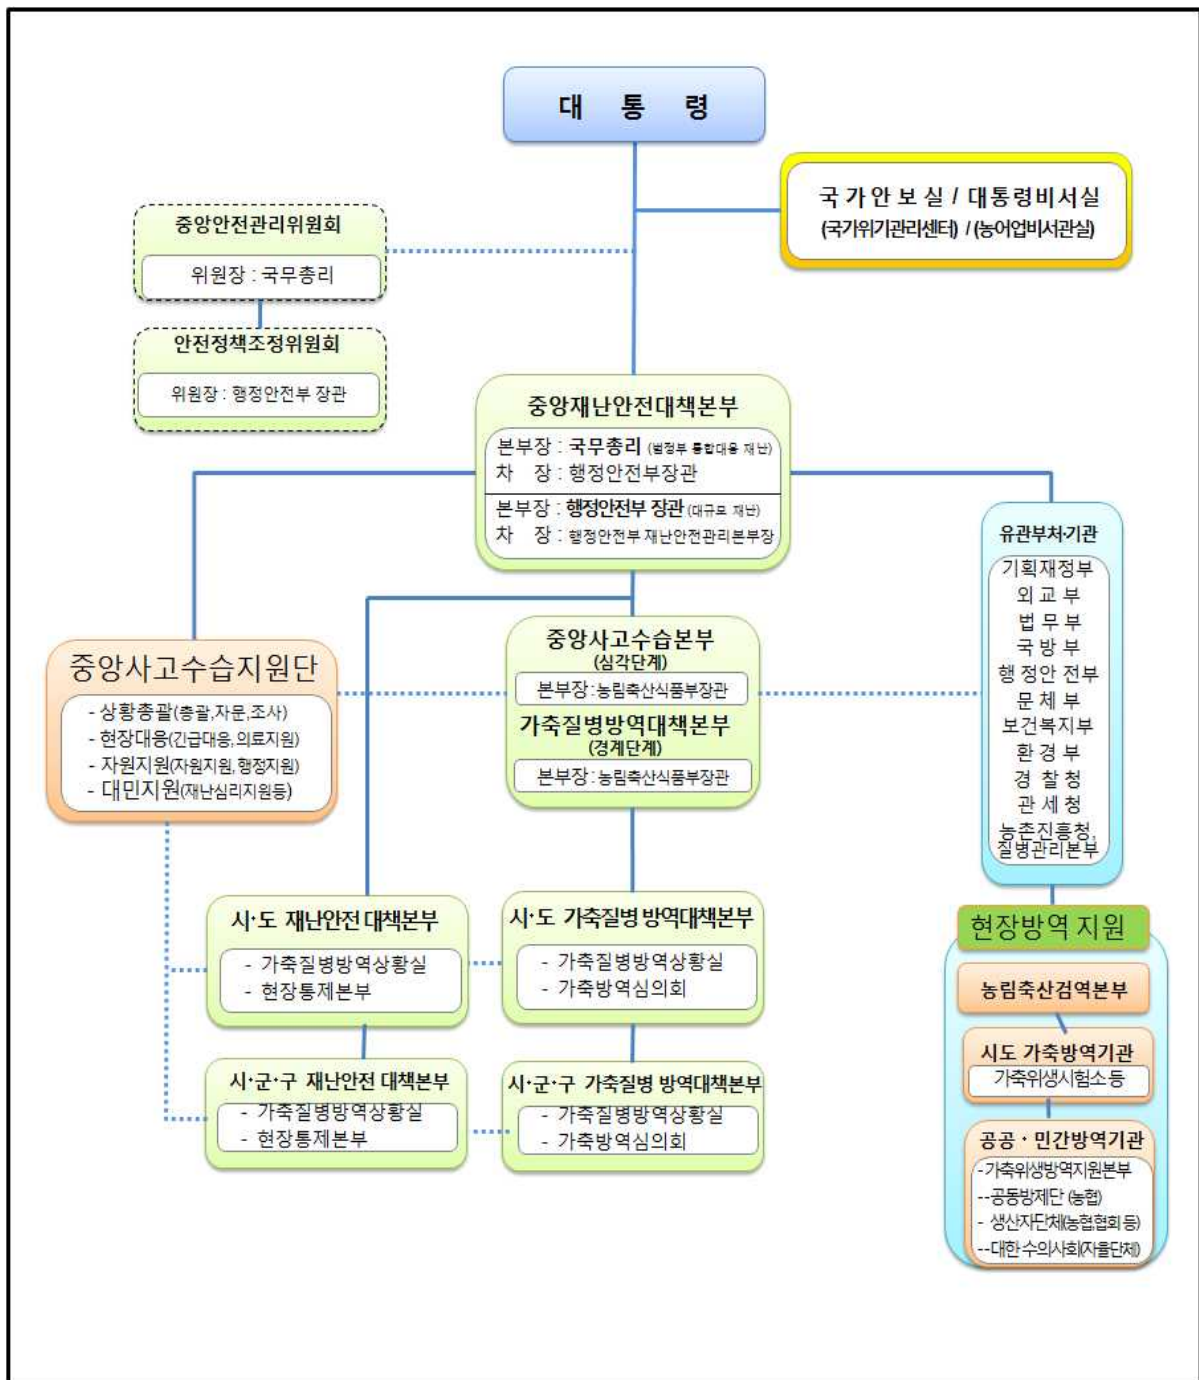 대 통 령
국가안보실 / 대통령비서실
(국가위기관리센터) / (농어업비서관실)
중앙안전관리위원회
위원장 : 국무총리
안전정책조정위원회
위원장 : 행정안전부 장관
중앙재난안전대책본부
본부장 : 국무총리 (범정부 통합대응 재난)
차 장 : 행정안전부장관
본부장 : 행정안전부 장관 (대규모 재난)
차 장 : 행정안전부 재난안전관리본부장
유관부처·기관
기획재정부
외 교 부
법 무 부
국 방 부
행 정안 전부
문 체 부
보건복지부
환 경 부
경 찰 청
관 세 청
농촌진흥청,
질병관리본부
중앙사고수습지원단
- 상황총괄(총괄,자문,조사)
- 현장대응(긴급대응,의료지원)
- 자원지원(자원지원,행정지원)
- 대민지원(재난심리지원등)
중앙사고수습본부
(심각단계)
본부장 : 농림축산식품부장관
가축질병방역대책본부
(경계단계)
본부장 : 농림축산식품부장관
시·도 재난안전 대책본부
- 가축질병방역상황실
- 현장통제본부
시·도 가축질병 방역대책본부
- 가축질병방역상황실
- 가축방역심의회
시·군·구 재난안전 대책본부
- 가축질병방역상황실
- 현장통제본부
시·군·구 가축질병 방역대책본부
- 가축질병방역상황실
- 가축방역심의회
현장방역 지원
농림축산검역본부
시도 가축방역기관
가축위생시험소 등
공공·민간방역기관
- 가축위생방역지원본부
--공동방제단 (농협)
- 생산자단체(농협,협회 등)
--대한 수의사회(자율단체)